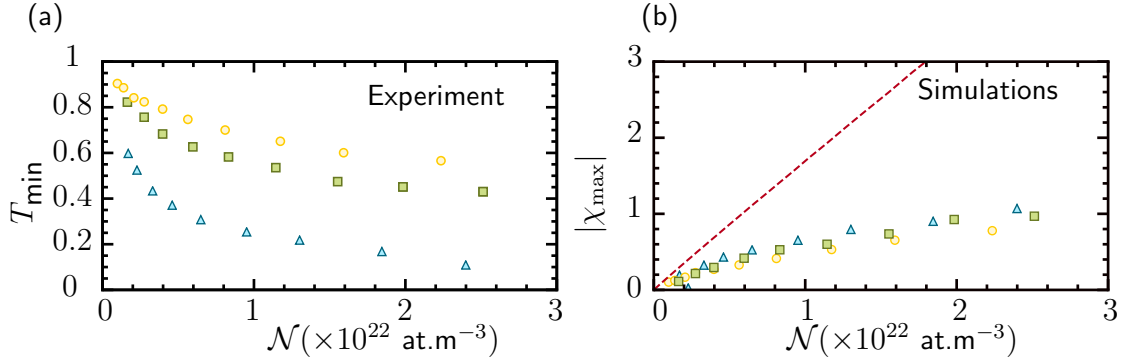 (a)
1
0.8
0.6
0.4
0.2
0
T_min
Experiment
0 1 2 3
𝒩(×10^22 at.m^−3)
(b)
3
2
1
0
|χ_max|
Simulations
0 1 2 3
𝒩(×10^22 at.m^−3)